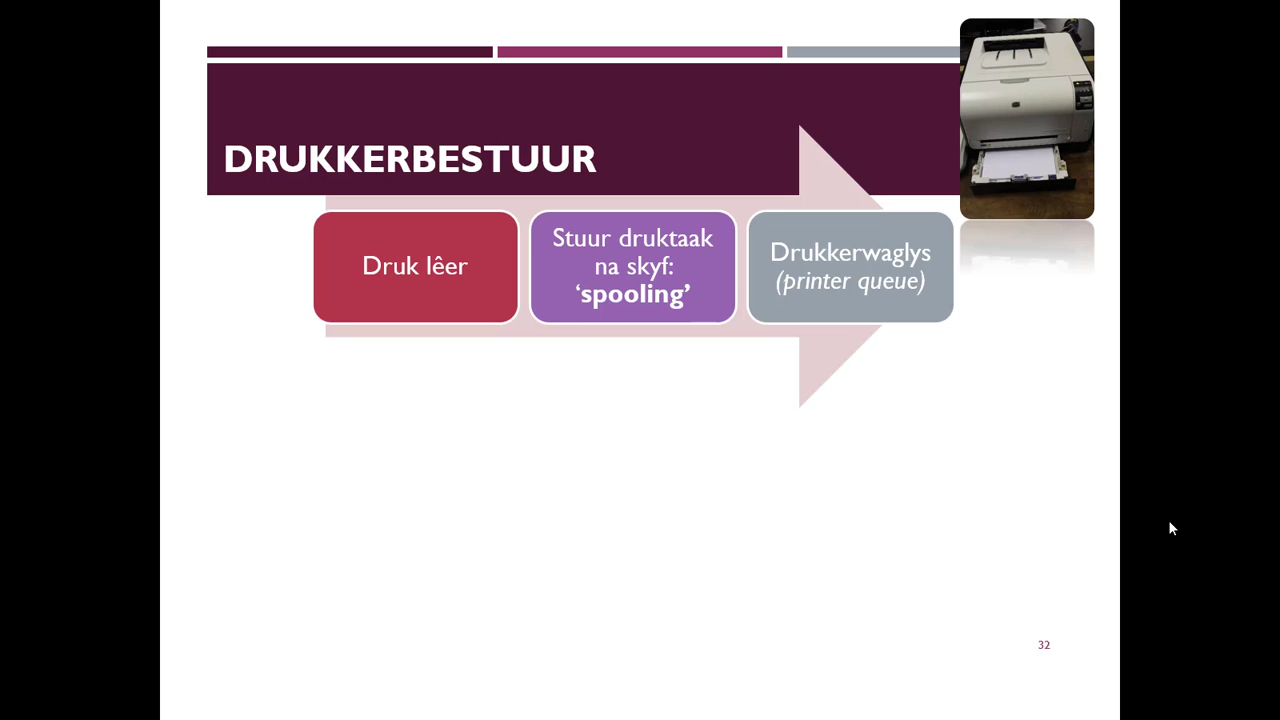 DRUKKERBESTUUR
Druk lêer
Stuur druktaak
na skyf:
‘spooling’
Drukkerwaglys
(printer queue)
32